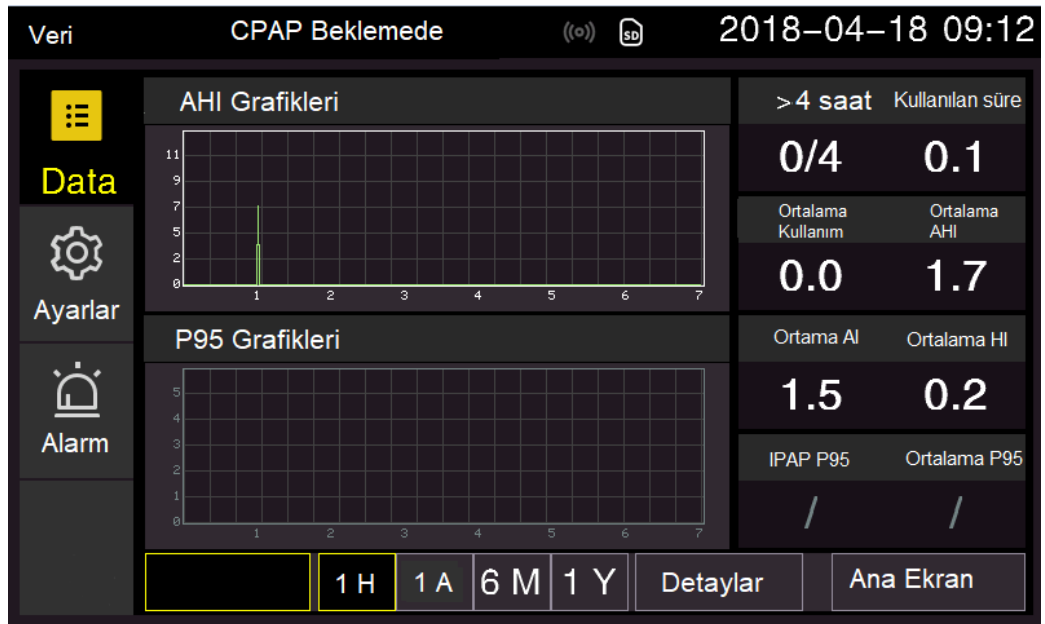 Veri CPAP Beklemede ((o)) SD 2018-04-18 09:12
Data
Ayarlar
Alarm
AHI Grafikleri
11
9
7
5
2
0
1 2 3 4 5 6 7
P95 Grafikleri
5
4
3
2
1
0
1 2 3 4 5 6 7
>4 saat Kullanılan süre
0/4 0.1
Ortalama Ortalama
Kullanım AHI
0.0 1.7
Ortama AI Ortalama HI
1.5 0.2
IPAP P95 Ortalama P95
/ /
1 H 1 A 6 M 1 Y Detaylar Ana Ekran